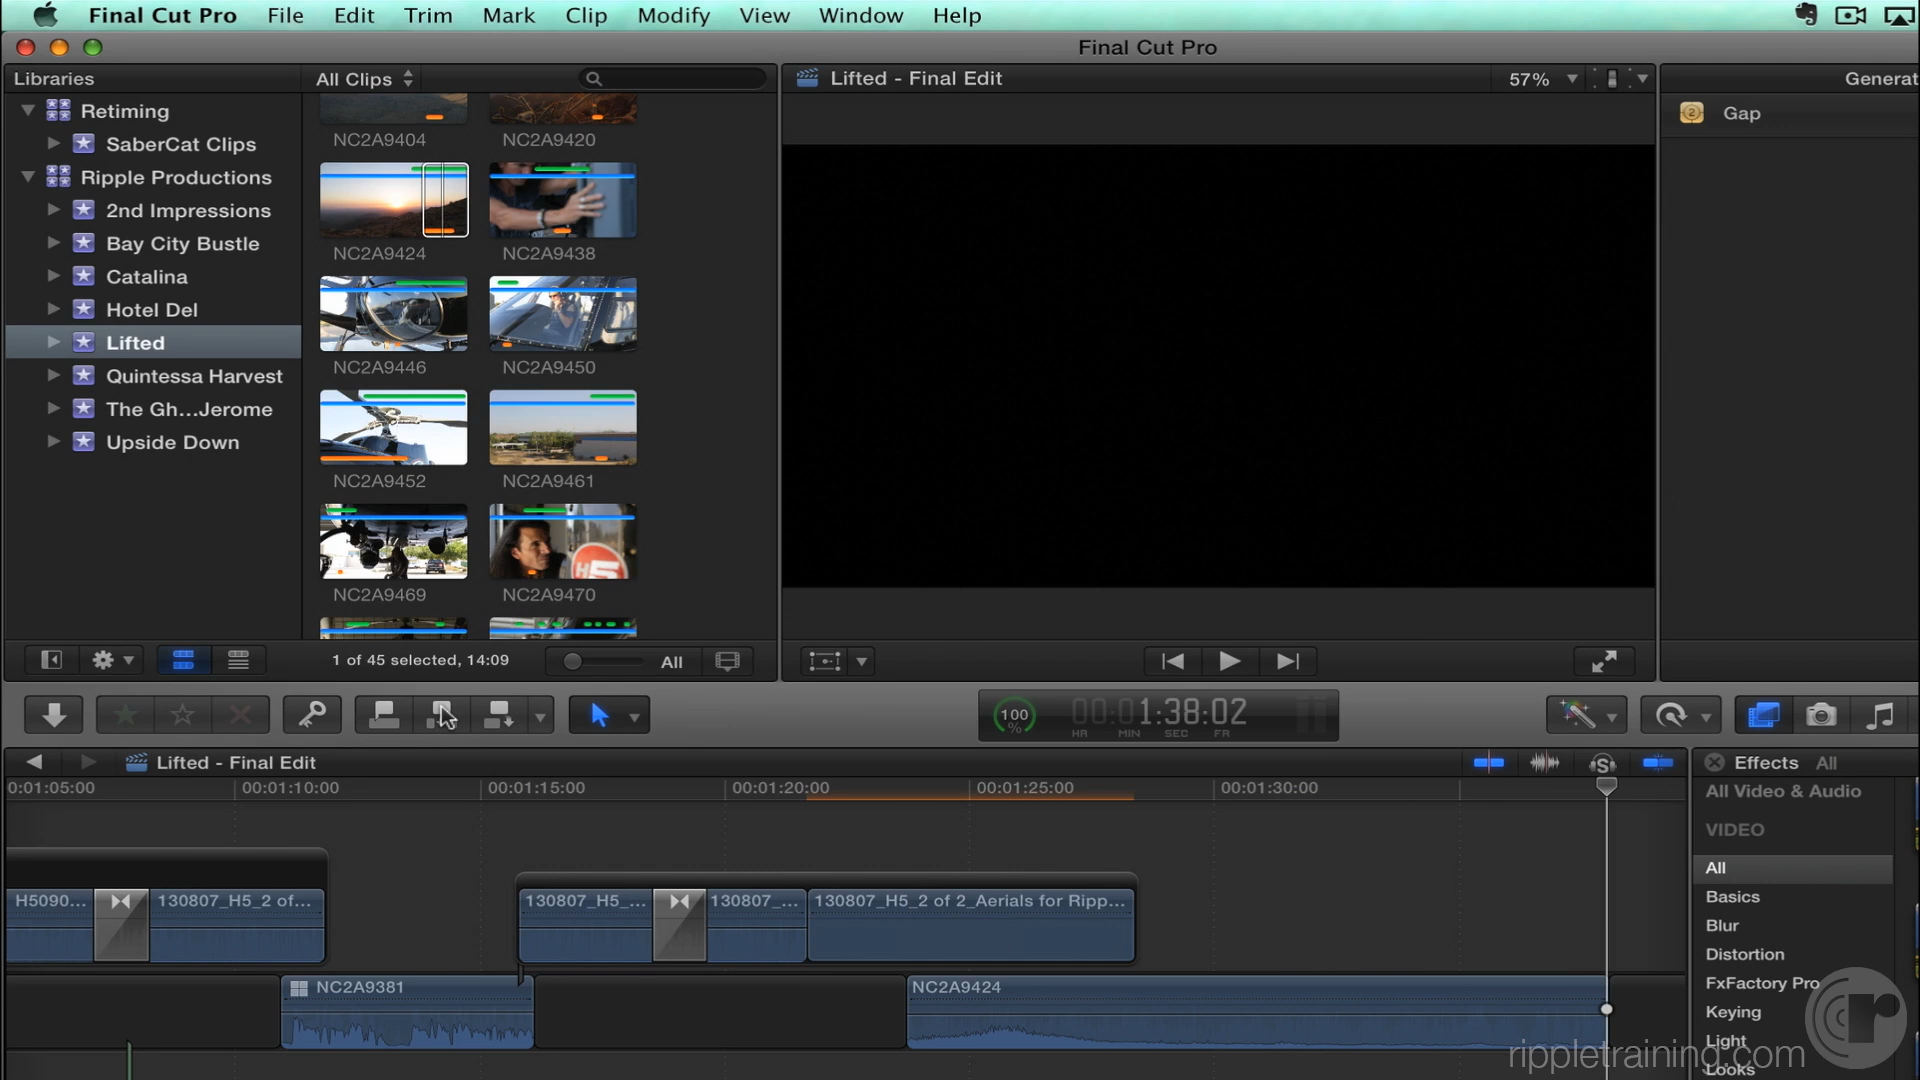 Final Cut Pro File Edit Trim Mark Clip Modify View Window Help
Final Cut Pro
Libraries
All Clips
Lifted - Final Edit
57%
Generat
Retiming
SaberCat Clips
Ripple Productions
2nd Impressions
Bay City Bustle
Catalina
Hotel Del
Lifted
Quintessa Harvest
The Gh...Jerome
Upside Down
NC2A9404
NC2A9420
NC2A9424
NC2A9438
NC2A9446
NC2A9450
NC2A9452
NC2A9461
NC2A9469
NC2A9470
H5
2 Gap
1 of 45 selected, 14:09
All
100 %
00:01:38:02
HR MIN SEC FR
Lifted - Final Edit
S
0:01:05:00 00:01:10:00 00:01:15:00 00:01:20:00 00:01:25:00 00:01:30:00
H5090...
130807_H5_2 of...
130807_H5_...
130807_...
130807_H5_2 of 2_Aerials for Ripp...
NC2A9381
NC2A9424
Effects All
All Video & Audio
VIDEO
All
Basics
Blur
Distortion
FxFactory Pro
Keying
Light
Looks
rippletraining.com